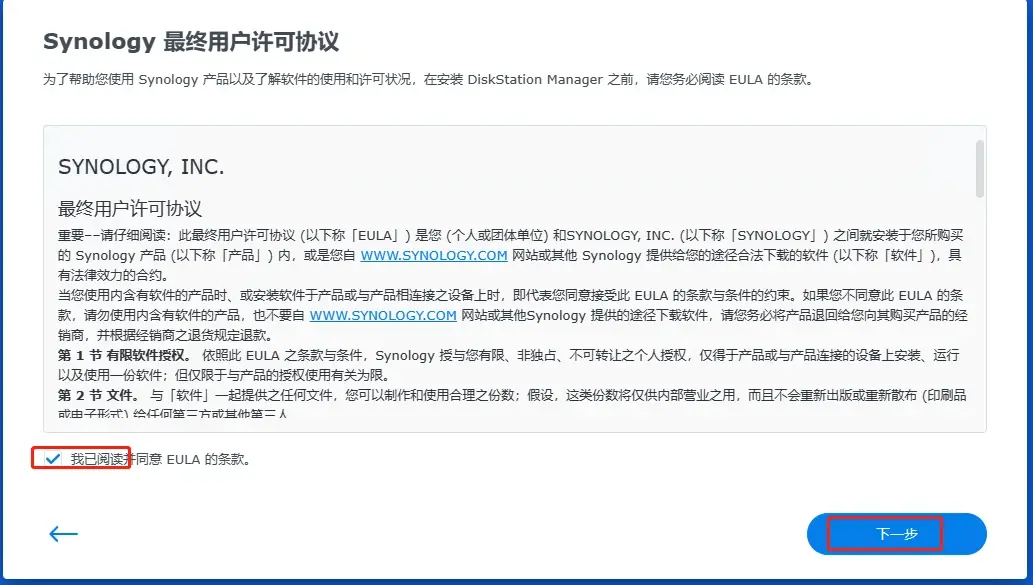 Synology 最终用户许可协议
为了帮助您使用 Synology 产品以及了解软件的使用和许可状况，在安装 DiskStation Manager 之前，请您务必阅读 EULA 的条款。
SYNOLOGY, INC.
最终用户许可协议
重要––请仔细阅读：此最终用户许可协议 (以下称「EULA」) 是您 (个人或团体单位) 和SYNOLOGY, INC. (以下称「SYNOLOGY」) 之间就安装于您所购买
的 Synology 产品 (以下称「产品」) 内，或是您自 WWW.SYNOLOGY.COM 网站或其他 Synology 提供给您的途径合法下载的软件 (以下称「软件」)，具
有法律效力的合约。
当您使用内含有软件的产品时、或安装软件于产品或与产品相连接之设备上时，即代表您同意接受此 EULA 的条款与条件的约束。如果您不同意此 EULA 的条
款，请勿使用内含有软件的产品，也不要自 WWW.SYNOLOGY.COM 网站或其他Synology 提供的途径下载软件，请您务必将产品退回给您向其购买产品的经
销商，并根据经销商之退货规定退款。
第 1 节 有限软件授权。 依照此 EULA 之条款与条件，Synology 授与您有限、非独占、不可转让之个人授权，仅得于产品或与产品连接的设备上安装、运行
以及使用一份软件；但仅限于与产品的授权使用有关为限。
第 2 节 文件。 与「软件」一起提供之任何文件，您可以制作和使用合理之份数；假设，这类份数将仅供内部营业之用，而且不会重新出版或重新散布 (印刷品
或电子形式) 给任何第三方或其他第三人
我已阅读并同意 EULA 的条款。
下一步